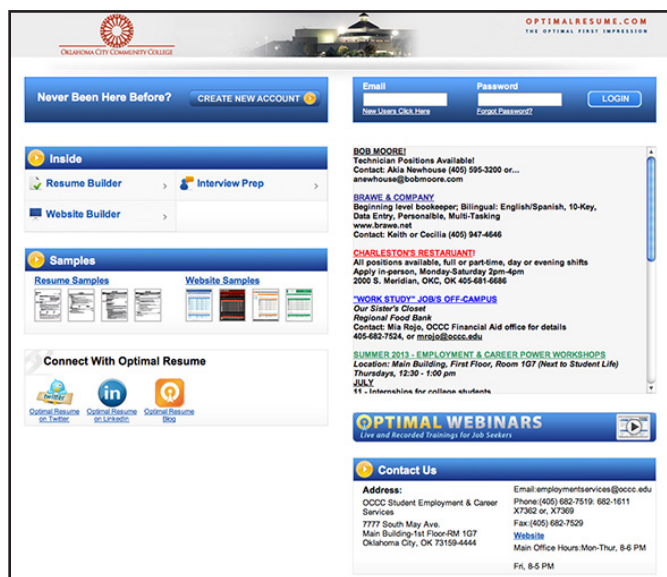 OKLAHOMA CITY COMMUNITY COLLEGE
OPTIMALRESUME.COM
THE OPTIMAL FIRST IMPRESSION
Never Been Here Before?
CREATE NEW ACCOUNT
Email
Password
LOGIN
New Users Click Here
Forgot Password?
Inside
Resume Builder
Interview Prep
Website Builder
Samples
Resume Samples
Website Samples
Connect With Optimal Resume
twitter
in
Optimal Resume
on Twitter
Optimal Resume
on LinkedIn
Optimal Resume
Blog
BOB MOORE!
Technician Positions Available!
Contact: Akia Newhouse (405) 595-3200 or...
anewhouse@bobmoore.com
BRAWE & COMPANY
Beginning level bookeeper; Bilingual: English/Spanish, 10-Key,
Data Entry, Personalble, Multi-Tasking
www.brawe.net
Contact: Keith or Cecilia (405) 947-4646
CHARLESTON'S RESTARUANT!
All positions available, full or part-time, day or evening shifts
Apply in-person, Monday-Saturday 2pm-4pm
2000 S. Meridian, OKC, OK 405-681-6686
"WORK STUDY" JOB/S OFF-CAMPUS
Our Sister's Closet
Regional Food Bank
Contact: Mia Rojo, OCCC Financial Aid office for details
405-682-7524, or mrojo@occc.edu
SUMMER 2013 - EMPLOYMENT & CAREER POWER WORKSHOPS
Location: Main Building, First Floor, Room 1G7 (Next to Student Life)
Thursdays, 12:30 - 1:00 pm
JULY
11 - Internships for college students
OPTIMAL WEBINARS
Live and Recorded Trainings for Job Seekers
Contact Us
Address:
OCCC Student Employment & Career
Services
7777 South May Ave.
Main Building-1st Floor-RM 1G7
Oklahoma City, OK 73159-4444
Email:employmentservices@occc.edu
Phone:(405) 682-7519: 682-1611
X7362 or, X7369
Fax:(405) 682-7529
Website
Main Office Hours:Mon-Thur, 8-6 PM
Fri, 8-5 PM